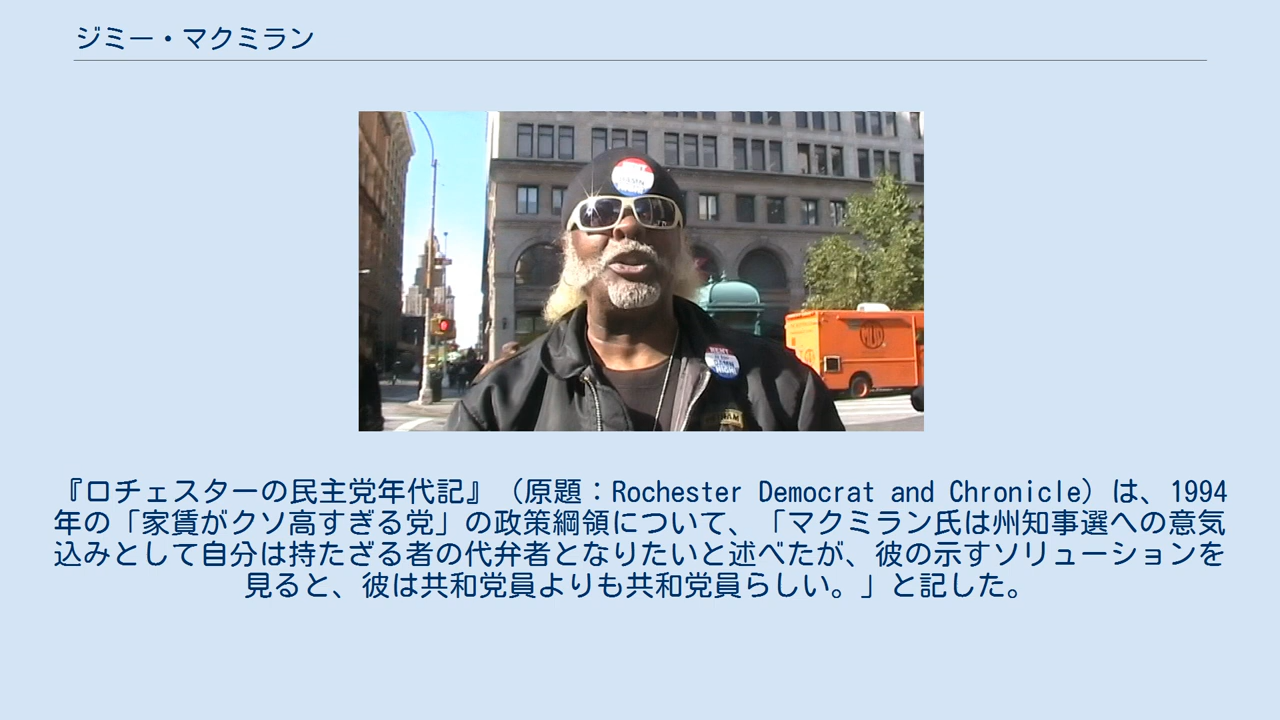 ジミー・マクミラン
RENT
DAMN
HIGH
MUD
『ロチェスターの民主党年代記』（原題：Rochester Democrat and Chronicle）は、1994
年の「家賃がクソ高すぎる党」の政策綱領について、「マクミラン氏は州知事選への意気
込みとして自分は持たざる者の代弁者となりたいと述べたが、彼の示すソリューションを
見ると、彼は共和党員よりも共和党員らしい。」と記した。